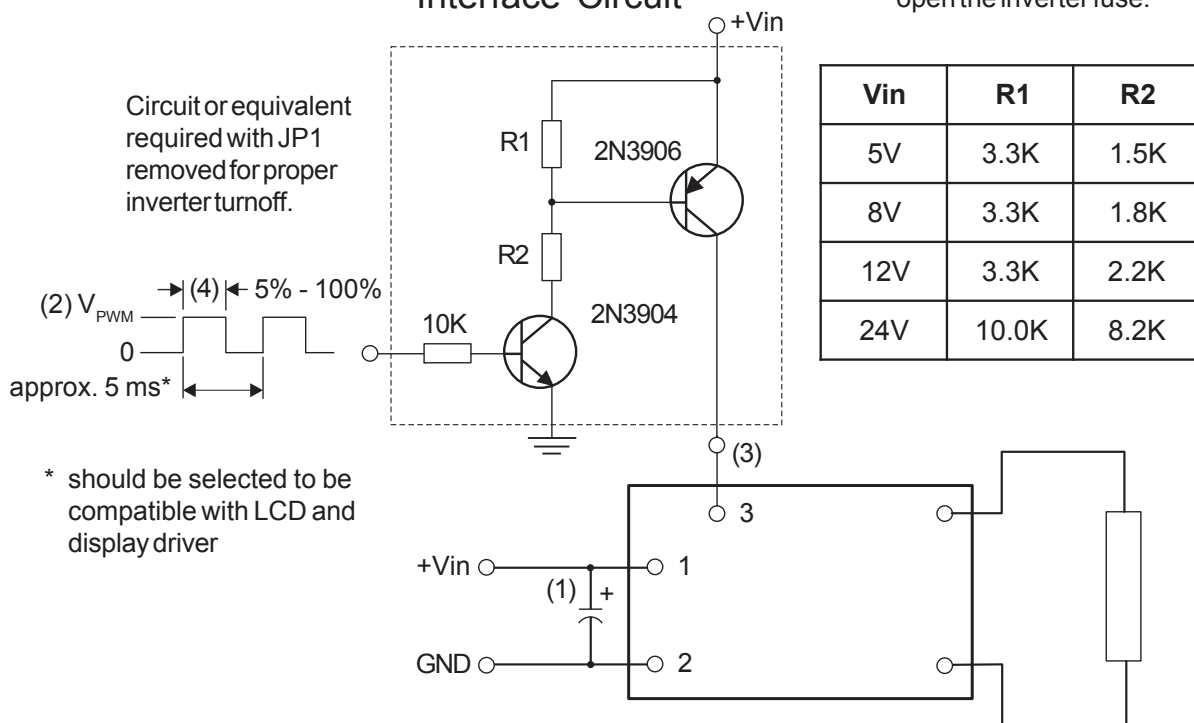 Interface Circuit
open the inverter fuse.
+Vin
Circuit or equivalent
required with JP1
removed for proper
inverter turnoff.
R1
2N3906
R2
2N3904
10K
(2) VPWM
(4)
5% - 100%
0
approx. 5 ms*
Vin R1 R2
5V 3.3K 1.5K
8V 3.3K 1.8K
12V 3.3K 2.2K
24V 10.0K 8.2K
* should be selected to be
compatible with LCD and
display driver
(3)
3
+Vin
1
(1)
+
GND
2